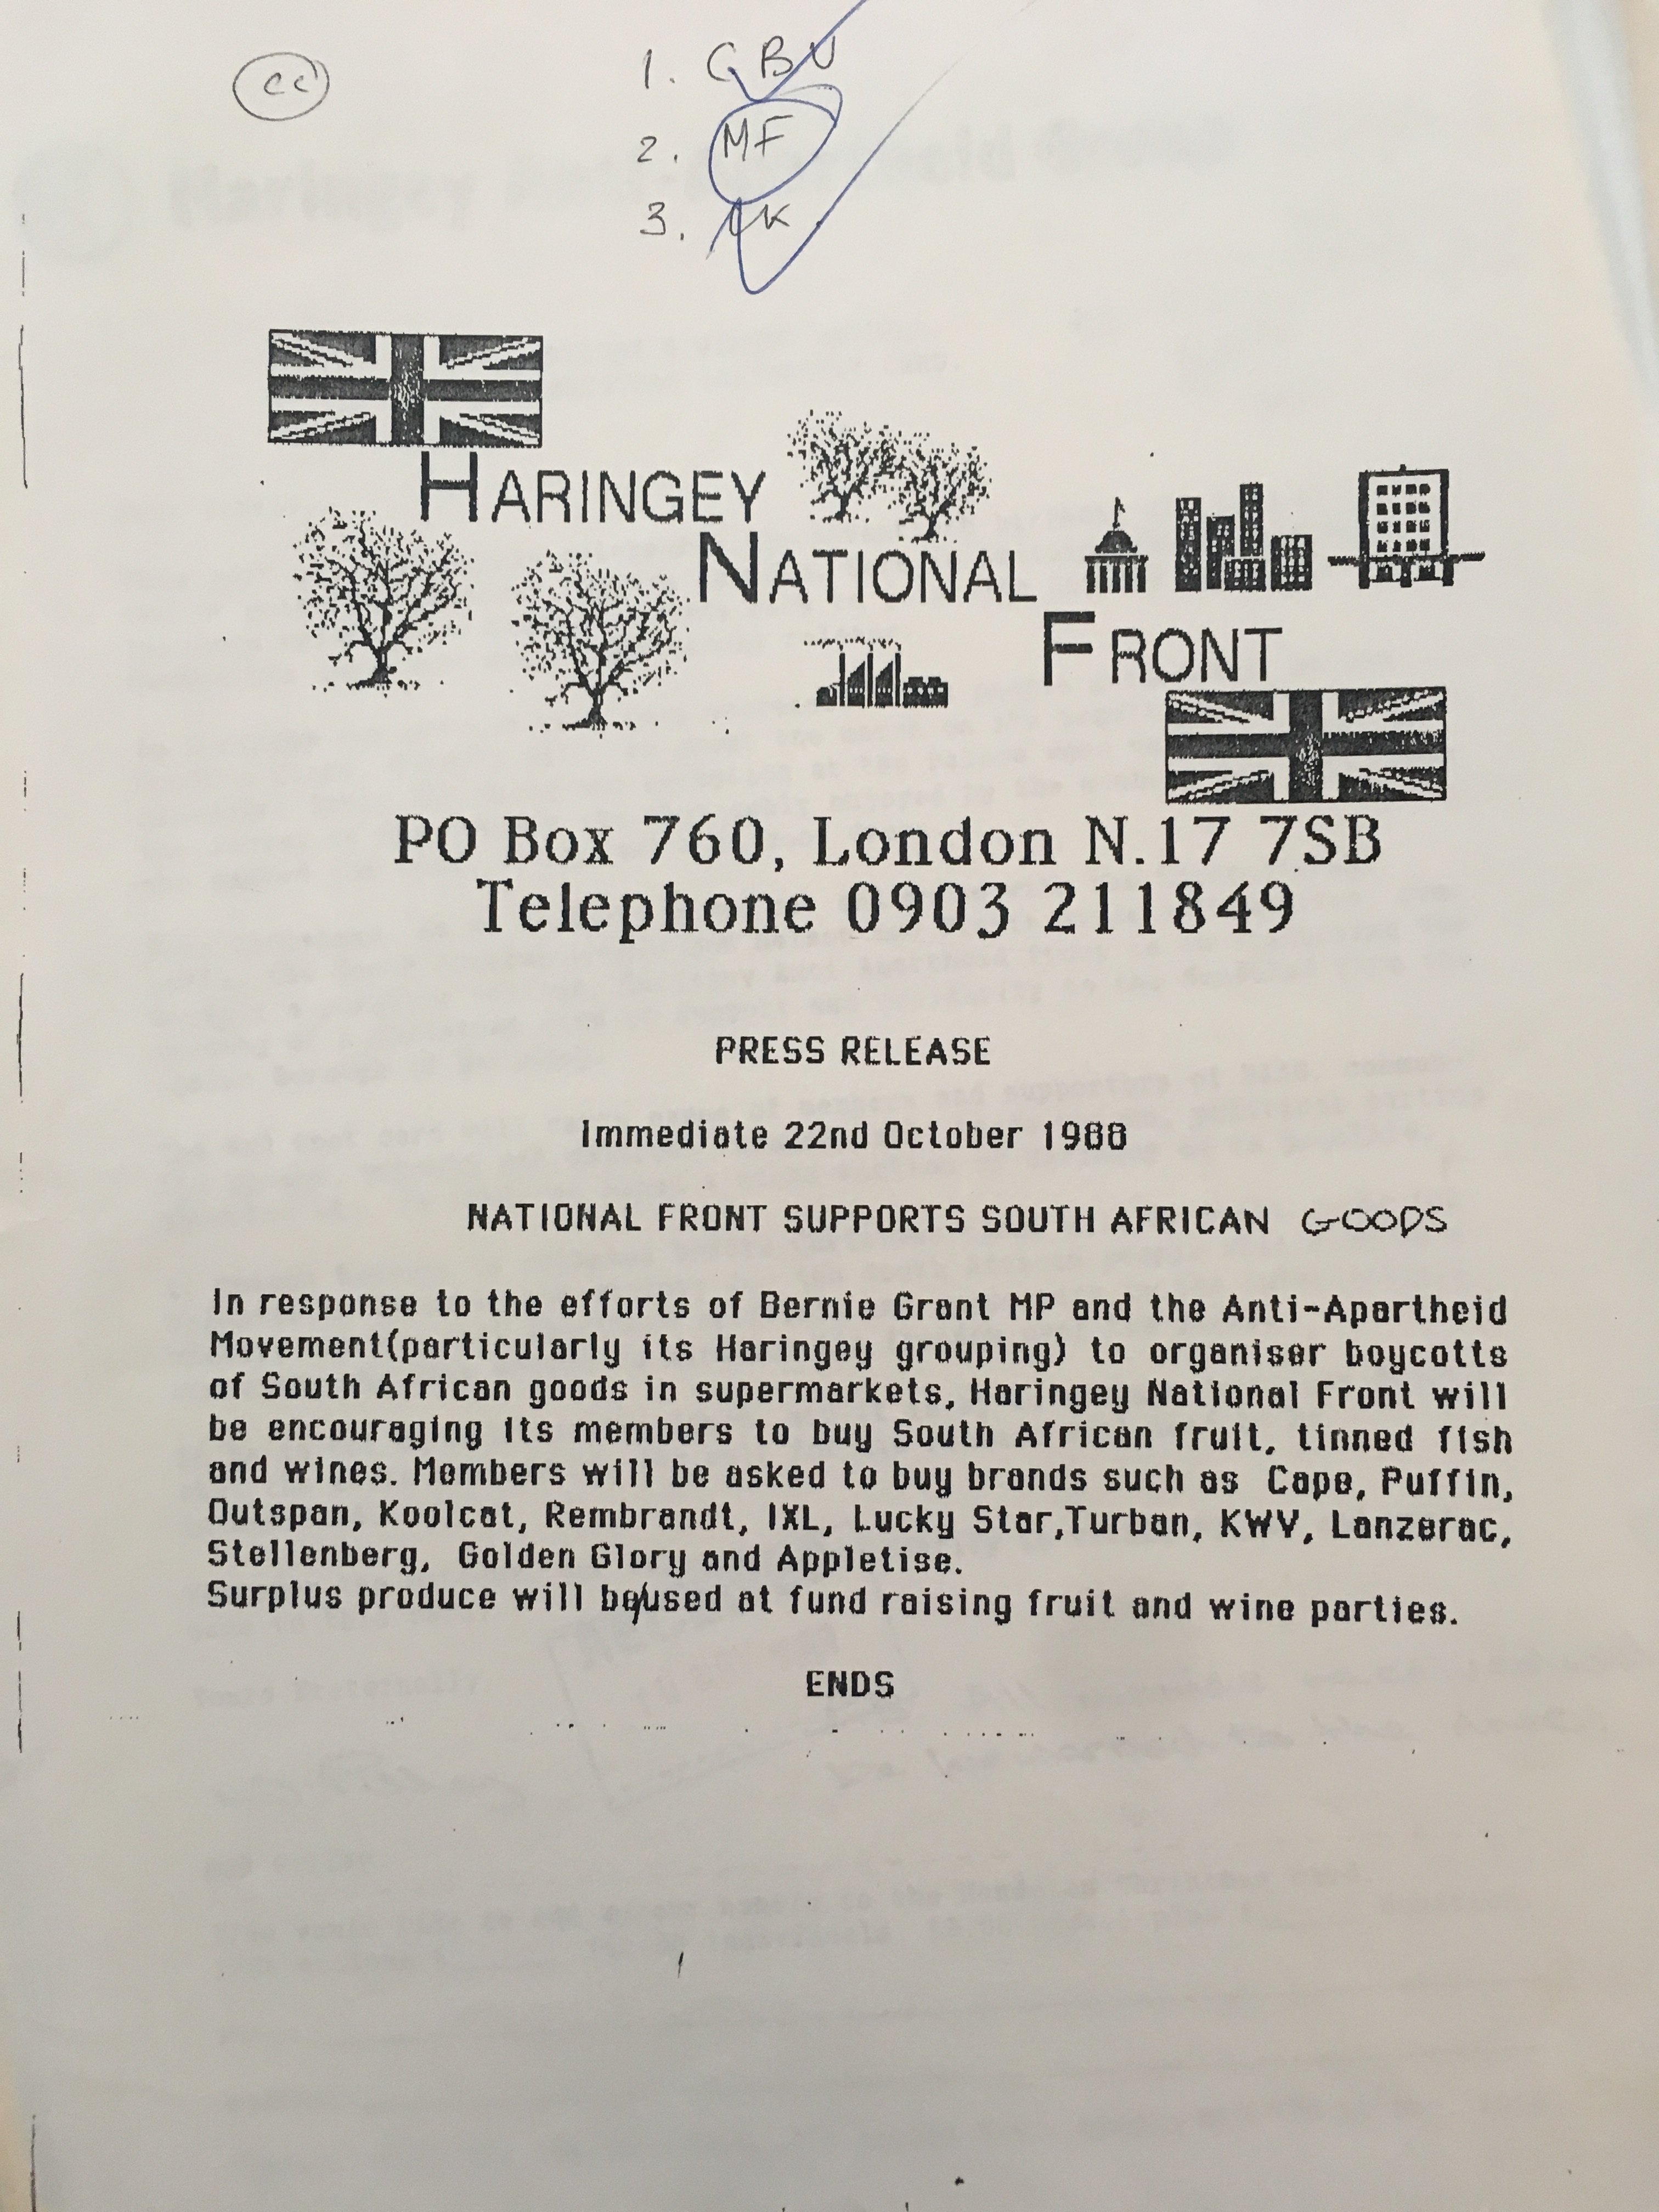 cc
1. GBU
2. MF
3.
HARINGEY
NATIONAL
FRONT
PO Box 760, London N.17 7SB
Telephone 0903 211849
PRESS RELEASE
Immediate 22nd October 1988
NATIONAL FRONT SUPPORTS SOUTH AFRICAN GOODS
In response to the efforts of Bernie Grant MP and the Anti-Apartheid
Movement(particularly its Haringey grouping) to organiser boycotts
of South African goods in supermarkets, Haringey National Front will
be encouraging its members to buy South African fruit, tinned fish
and wines. Members will be asked to buy brands such as Cape, Puffin,
Outspan, Koolcat, Rembrandt, IXL, Lucky Star,Turban, KWV, Lanzerac,
Stellenberg, Golden Glory and Appletise.
Surplus produce will be/used at fund raising fruit and wine parties.
ENDS